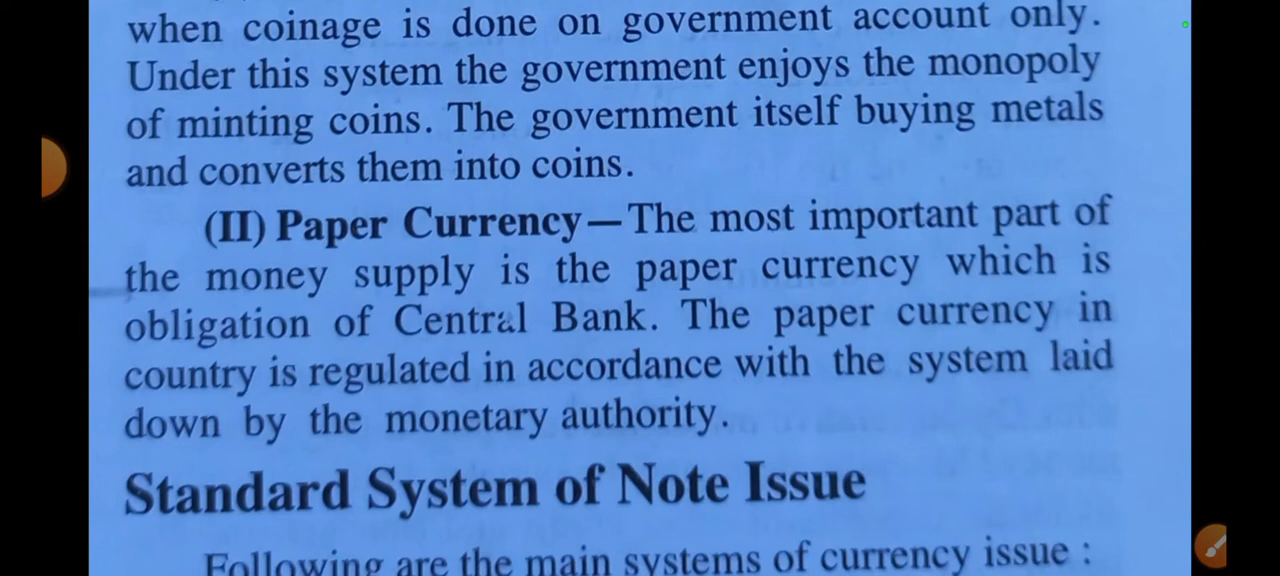 when coinage is done on government account only.
Under this system the government enjoys the monopoly
of minting coins. The government itself buying metals
and converts them into coins.
(II) Paper Currency—The most important part of
the money supply is the paper currency which is
obligation of Central Bank. The paper currency in
country is regulated in accordance with the system laid
down by the monetary authority.
Standard System of Note Issue
Following are the main systems of currency issue :